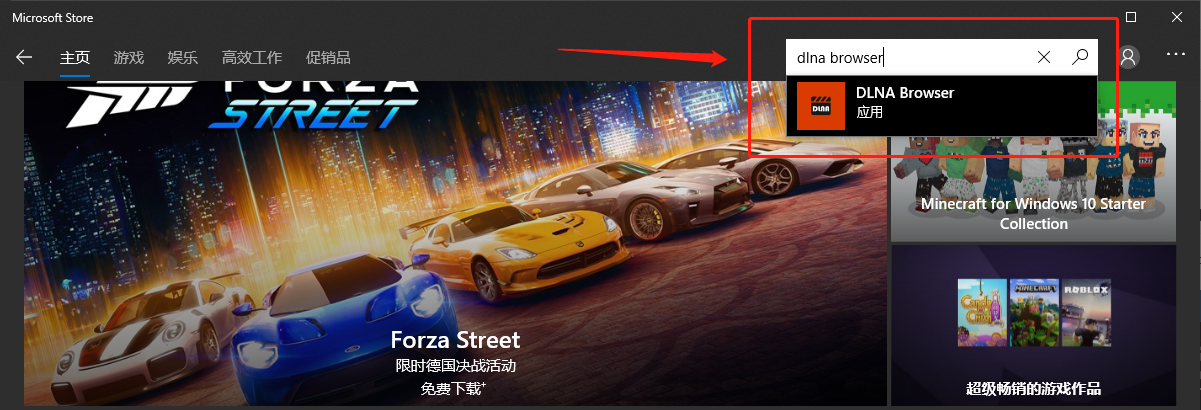 Microsoft Store
主页 游戏 娱乐 高效工作 促销品
dlna browser
DLNA
DLNA Browser
应用
FORZA
STREET
Forza Street
限时德国决战活动
免费下载+
Minecraft for Windows 10 Starter
Collection
Candy Crush
MINECRAFT
ROBLOX
超级畅销的游戏作品